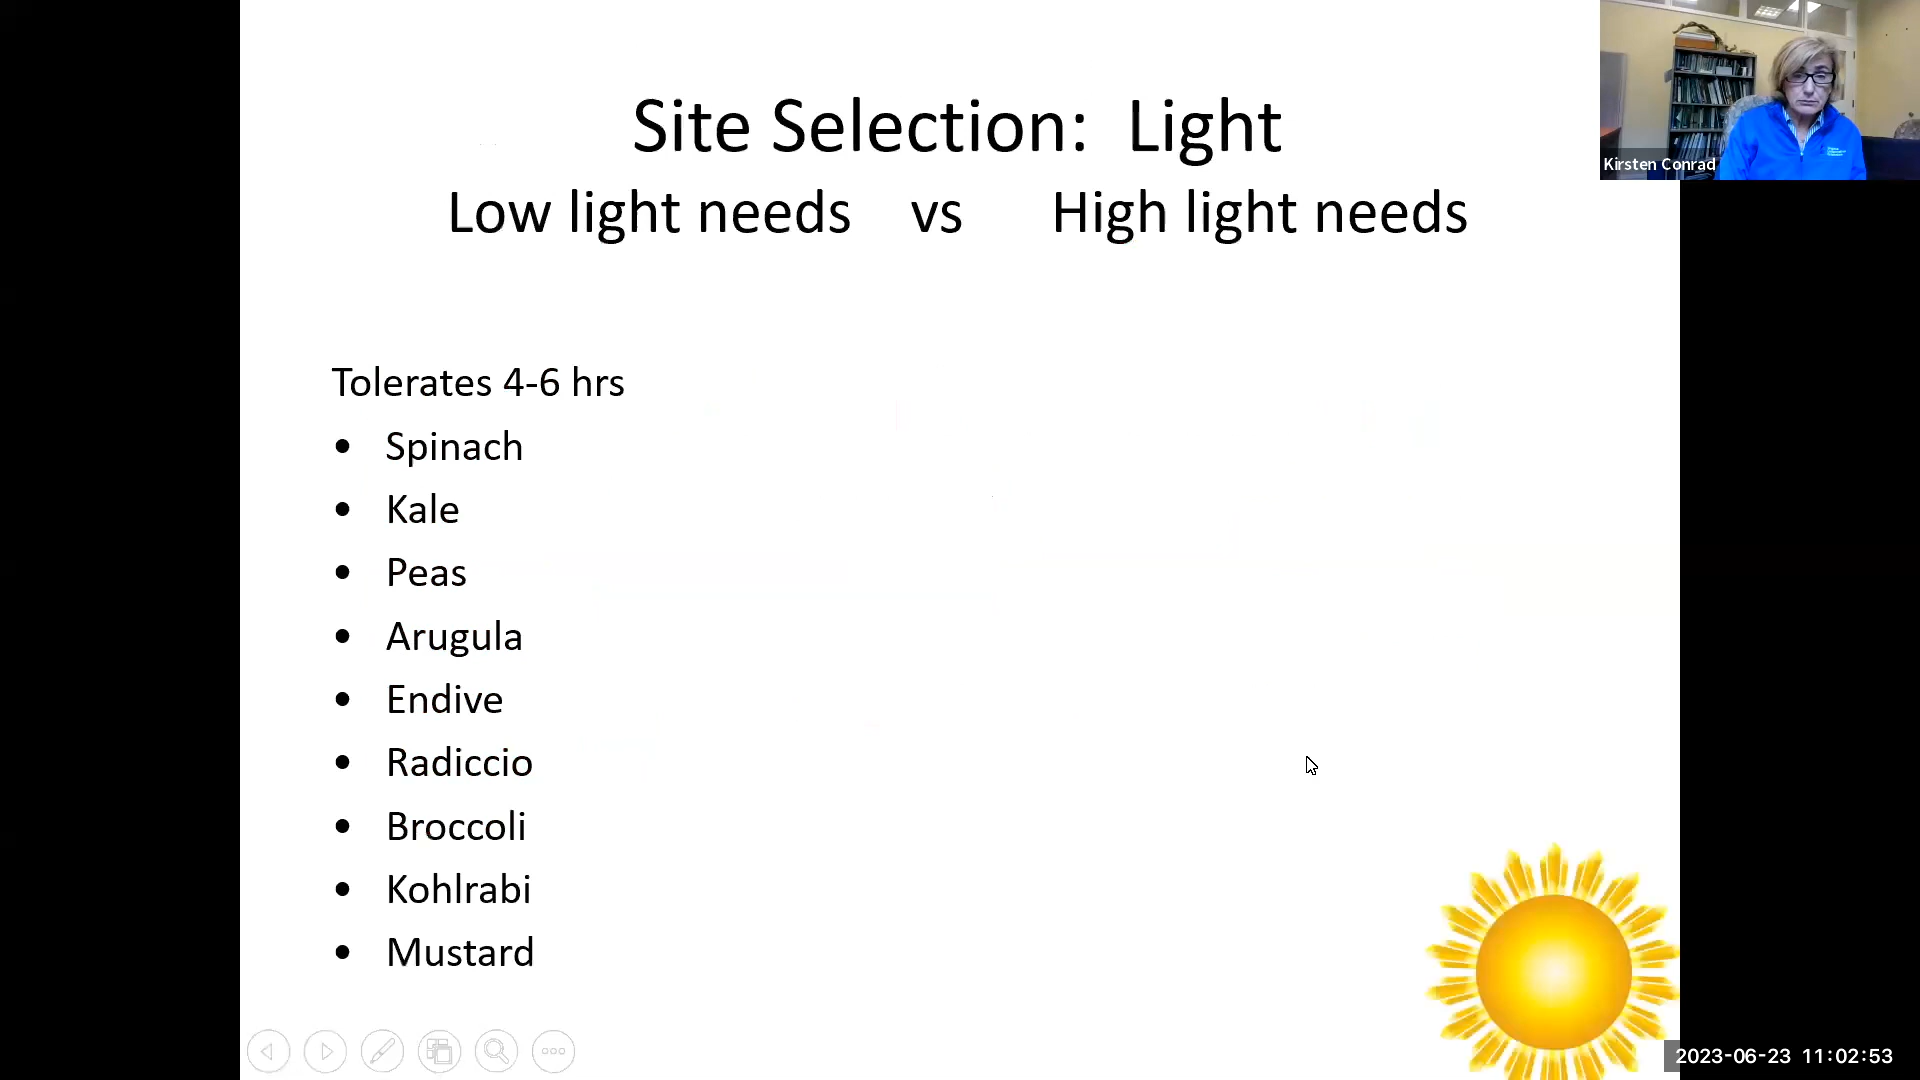 Site Selection:  Light
Low light needs    vs      High light needs
Kirsten Conrad
Tolerates 4-6 hrs
• Spinach
• Kale
• Peas
• Arugula
• Endive
• Radiccio
• Broccoli
• Kohlrabi
• Mustard
2023-06-23 11:02:53